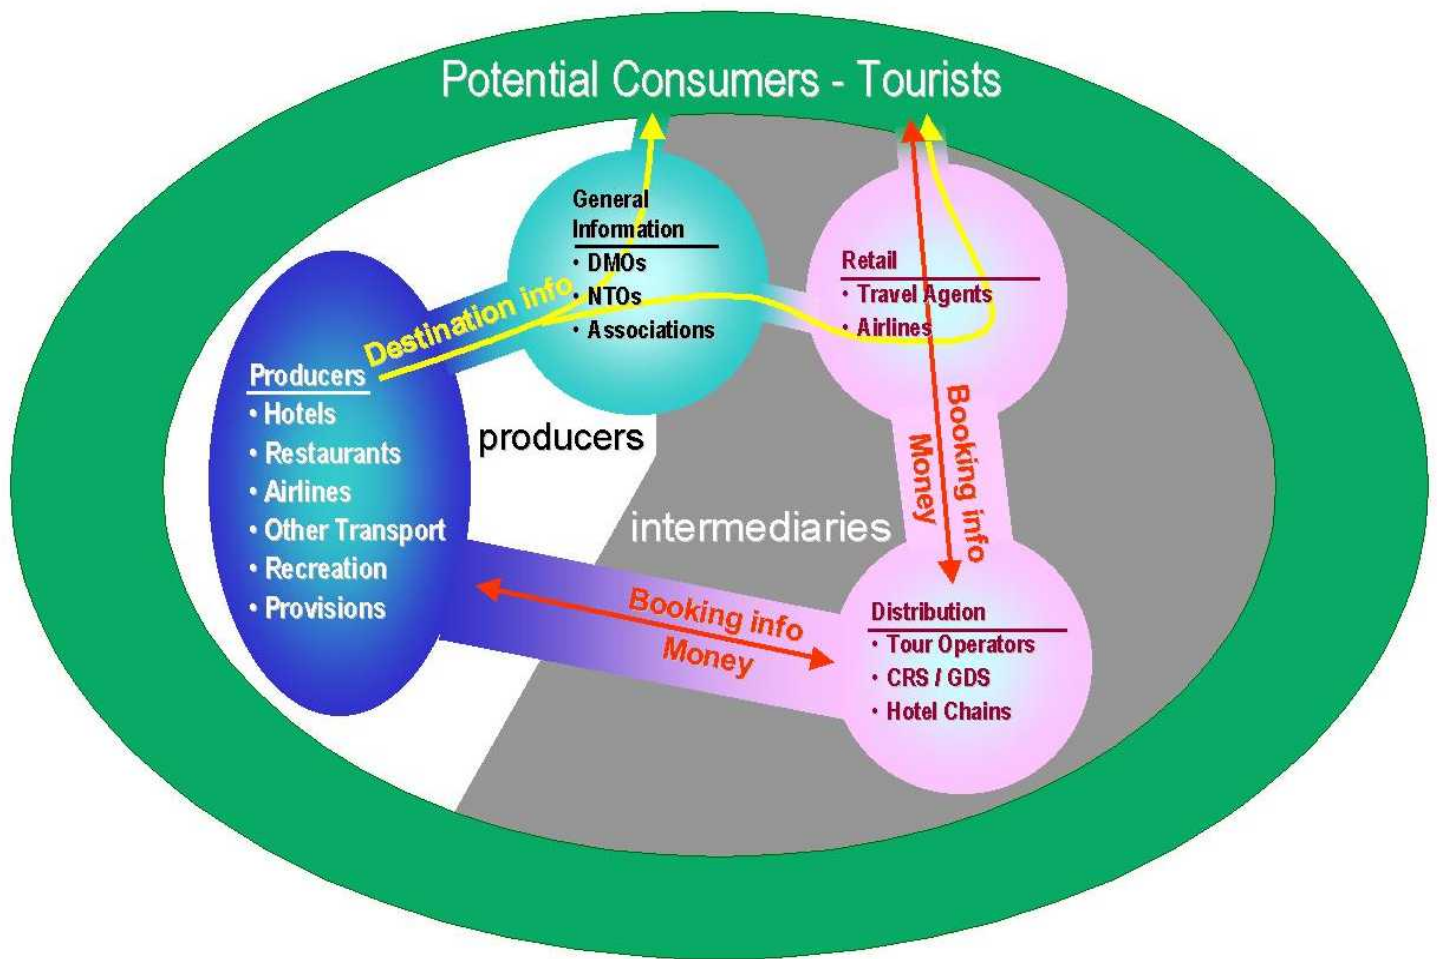 Potential Consumers - Tourists
General
Information
• DMOs
• NTOs
• Associations
Retail
• Travel Agents
• Airlines
Destination info
Producers
• Hotels
• Restaurants
• Airlines
• Other Transport
• Recreation
• Provisions
producers
intermediaries
Booking info
Money
Booking info
Money
Distribution
• Tour Operators
• CRS / GDS
• Hotel Chains